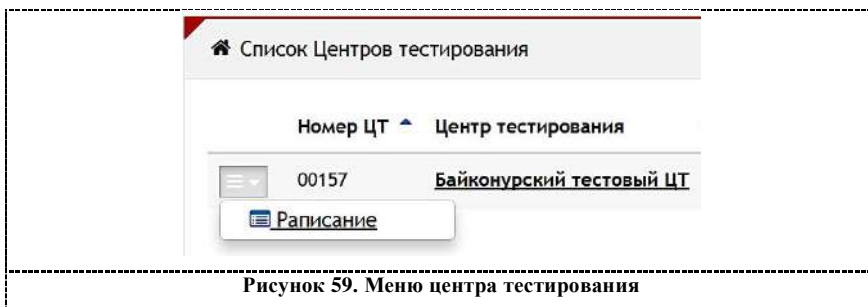 Список Центров тестирования
Номер ЦТ Центр тестирования
00157 Байконурский тестовый ЦТ
Раписание
Рисунок 59. Меню центра тестирования